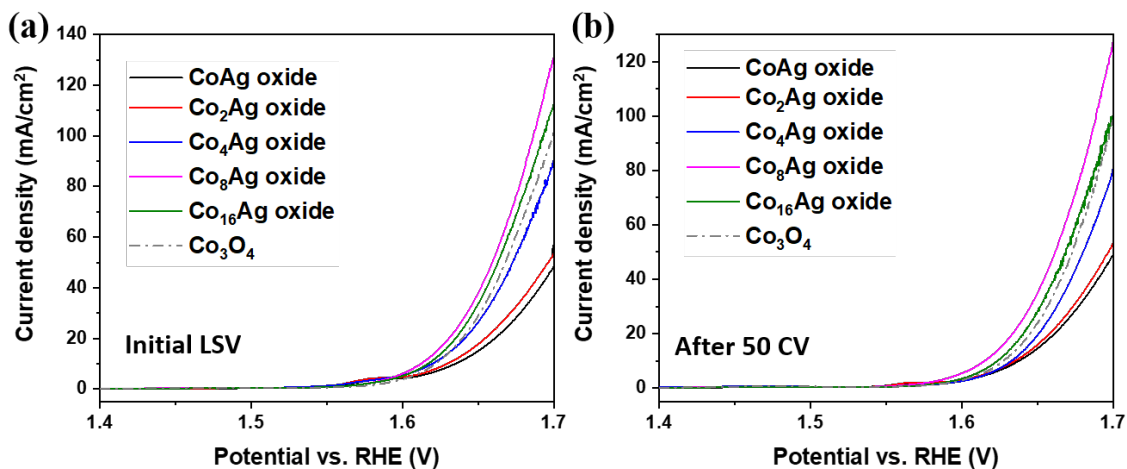 (a)
Current density (mA/cm²)
140
120
100
80
60
40
20
0
CoAg oxide
Co₂Ag oxide
Co₄Ag oxide
Co₈Ag oxide
Co₁₆Ag oxide
Co₃O₄
Initial LSV
1.4 1.5 1.6 1.7
Potential vs. RHE (V)
(b)
Current density (mA/cm²)
120
100
80
60
40
20
0
CoAg oxide
Co₂Ag oxide
Co₄Ag oxide
Co₈Ag oxide
Co₁₆Ag oxide
Co₃O₄
After 50 CV
1.4 1.5 1.6 1.7
Potential vs. RHE (V)